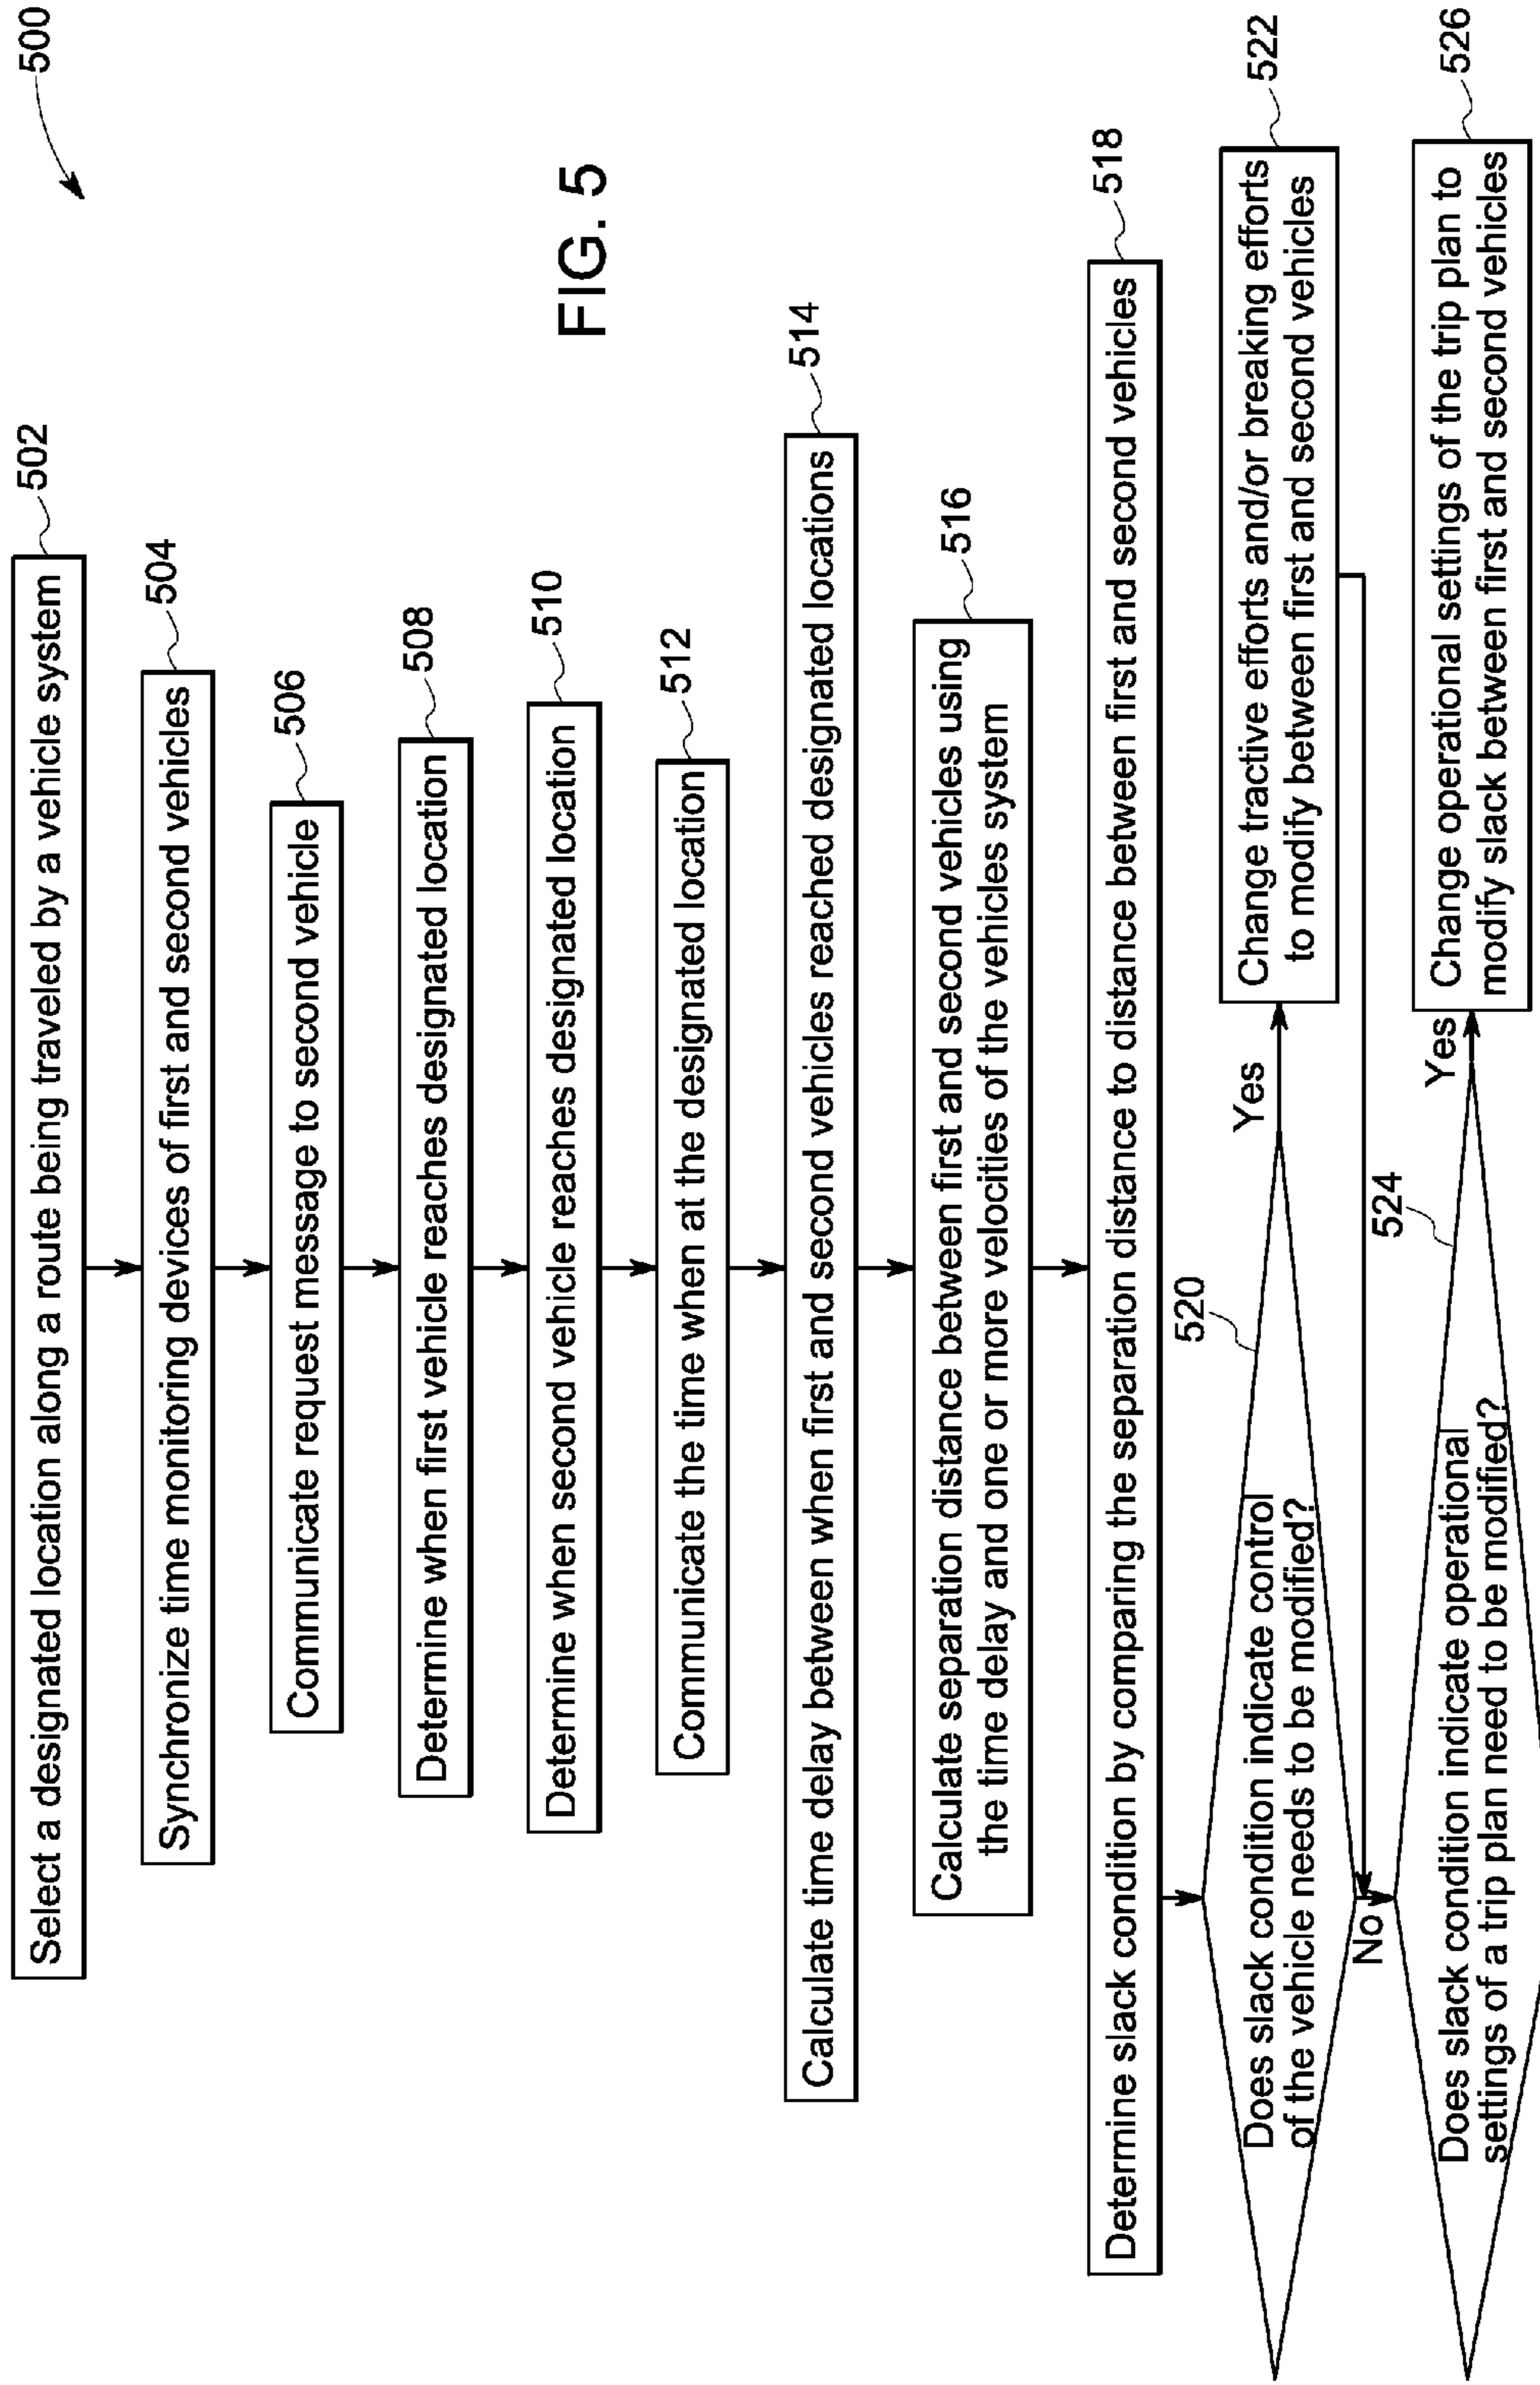 500
Select a designated location along a route being traveled by a vehicle system
502
Synchronize time monitoring devices of first and second vehicles
504
Communicate request message to second vehicle
506
Determine when first vehicle reaches designated location
508
Determine when second vehicle reaches designated location
510
Communicate the time when at the designated location
512
FIG. 5
Calculate time delay between when first and second vehicles reached designated locations
514
Calculate separation distance between first and second vehicles using
the time delay and one or more velocities of the vehicles system
516
Determine slack condition by comparing the separation distance to distance between first and second vehicles
518
520
Does slack condition indicate control
of the vehicle needs to be modified?
Yes
Change tractive efforts and/or breaking efforts
to modify between first and second vehicles
522
No
524
Does slack condition indicate operational
settings of a trip plan need to be modified?
Yes
Change operational settings of the trip plan to
modify slack between first and second vehicles
526